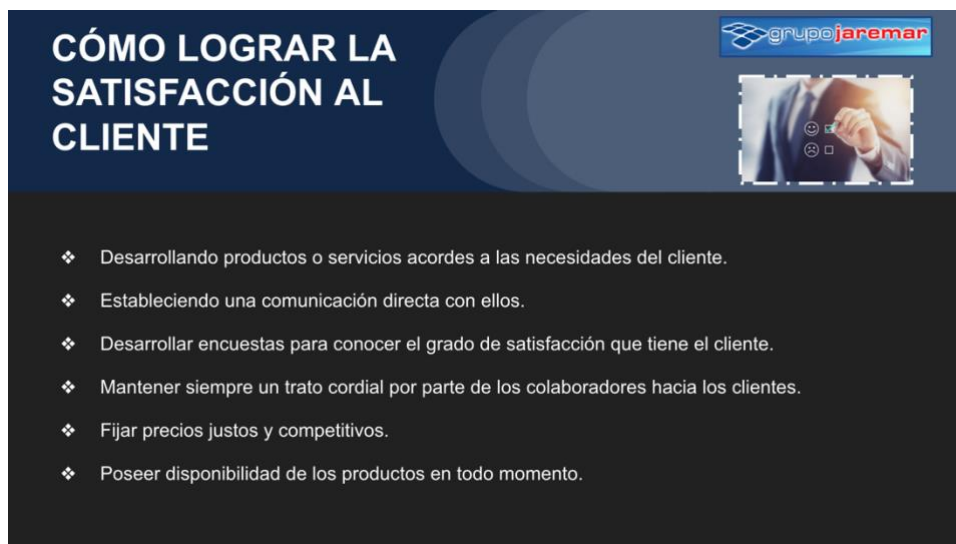 CÓMO LOGRAR LA
SATISFACCIÓN AL
CLIENTE
grupojaremar
❖ Desarrollando productos o servicios acordes a las necesidades del cliente.
❖ Estableciendo una comunicación directa con ellos.
❖ Desarrollar encuestas para conocer el grado de satisfacción que tiene el cliente.
❖ Mantener siempre un trato cordial por parte de los colaboradores hacia los clientes.
❖ Fijar precios justos y competitivos.
❖ Poseer disponibilidad de los productos en todo momento.